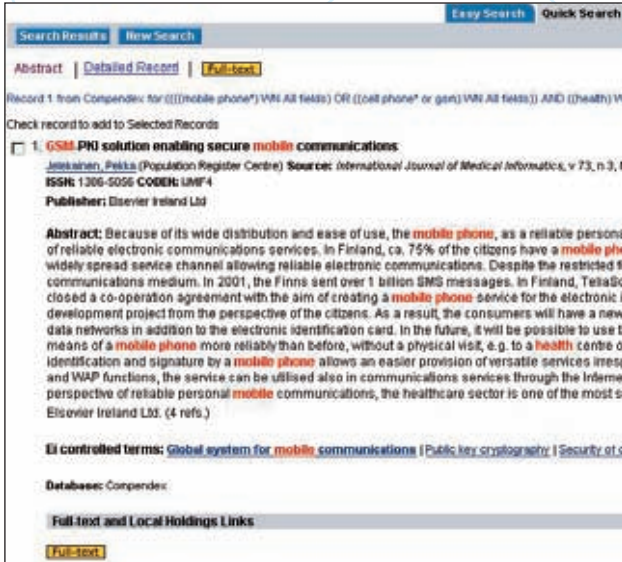 Easy Search Quick Search
Search Results New Search
Abstract | Detailed Record | Full-text
Record 1 from Compendex for ((((mobile phone*) WN All fields) OR ((cell phone* or gsm) WN All fields)) AND ((health) W
Check record to add to Selected Records
1. GSM-PKI solution enabling secure mobile communications
Jelekainen, Pekka (Population Register Centre) Source: International Journal of Medical Informatics, v 73, n 3,
ISSN: 1386-5056 CODEN: IJMF4
Publisher: Elsevier Ireland Ltd
Abstract: Because of its wide distribution and ease of use, the mobile phone, as a reliable persona
of reliable electronic communications services. In Finland, ca. 75% of the citizens have a mobile pho
widely spread service channel allowing reliable electronic communications. Despite the restricted f
communications medium. In 2001, the Finns sent over 1 billion SMS messages. In Finland, TeliaSo
closed a co-operation agreement with the aim of creating a mobile phone service for the electronic i
development project from the perspective of the citizens. As a result, the consumers will have a new
data networks in addition to the electronic identification card. In the future, it will be possible to use t
means of a mobile phone more reliably than before, without a physical visit, e.g. to a health centre o
identification and signature by a mobile phone allows an easier provision of versatile services irresp
and WAP functions, the service can be utilised also in communications services through the Interne
perspective of reliable personal mobile communications, the healthcare sector is one of the most s
Elsevier Ireland Ltd. (4 refs.)
Ei controlled terms: Global system for mobile communications | Public key cryptography | Security of d
Database: Compendex
Full-text and Local Holdings Links
Full-text